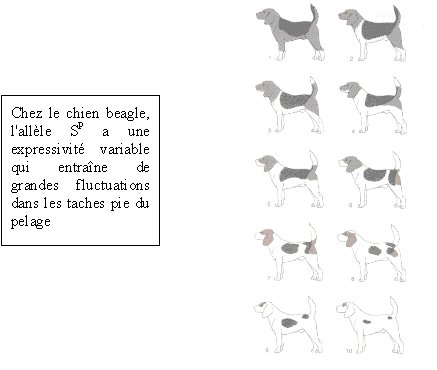 Chez le chien beagle,
l'allèle Sᵖ a une
expressivité variable
qui entraîne de
grandes fluctuations
dans les taches pie du
pelage
1 2
3 4
5 6
7 8
9 10